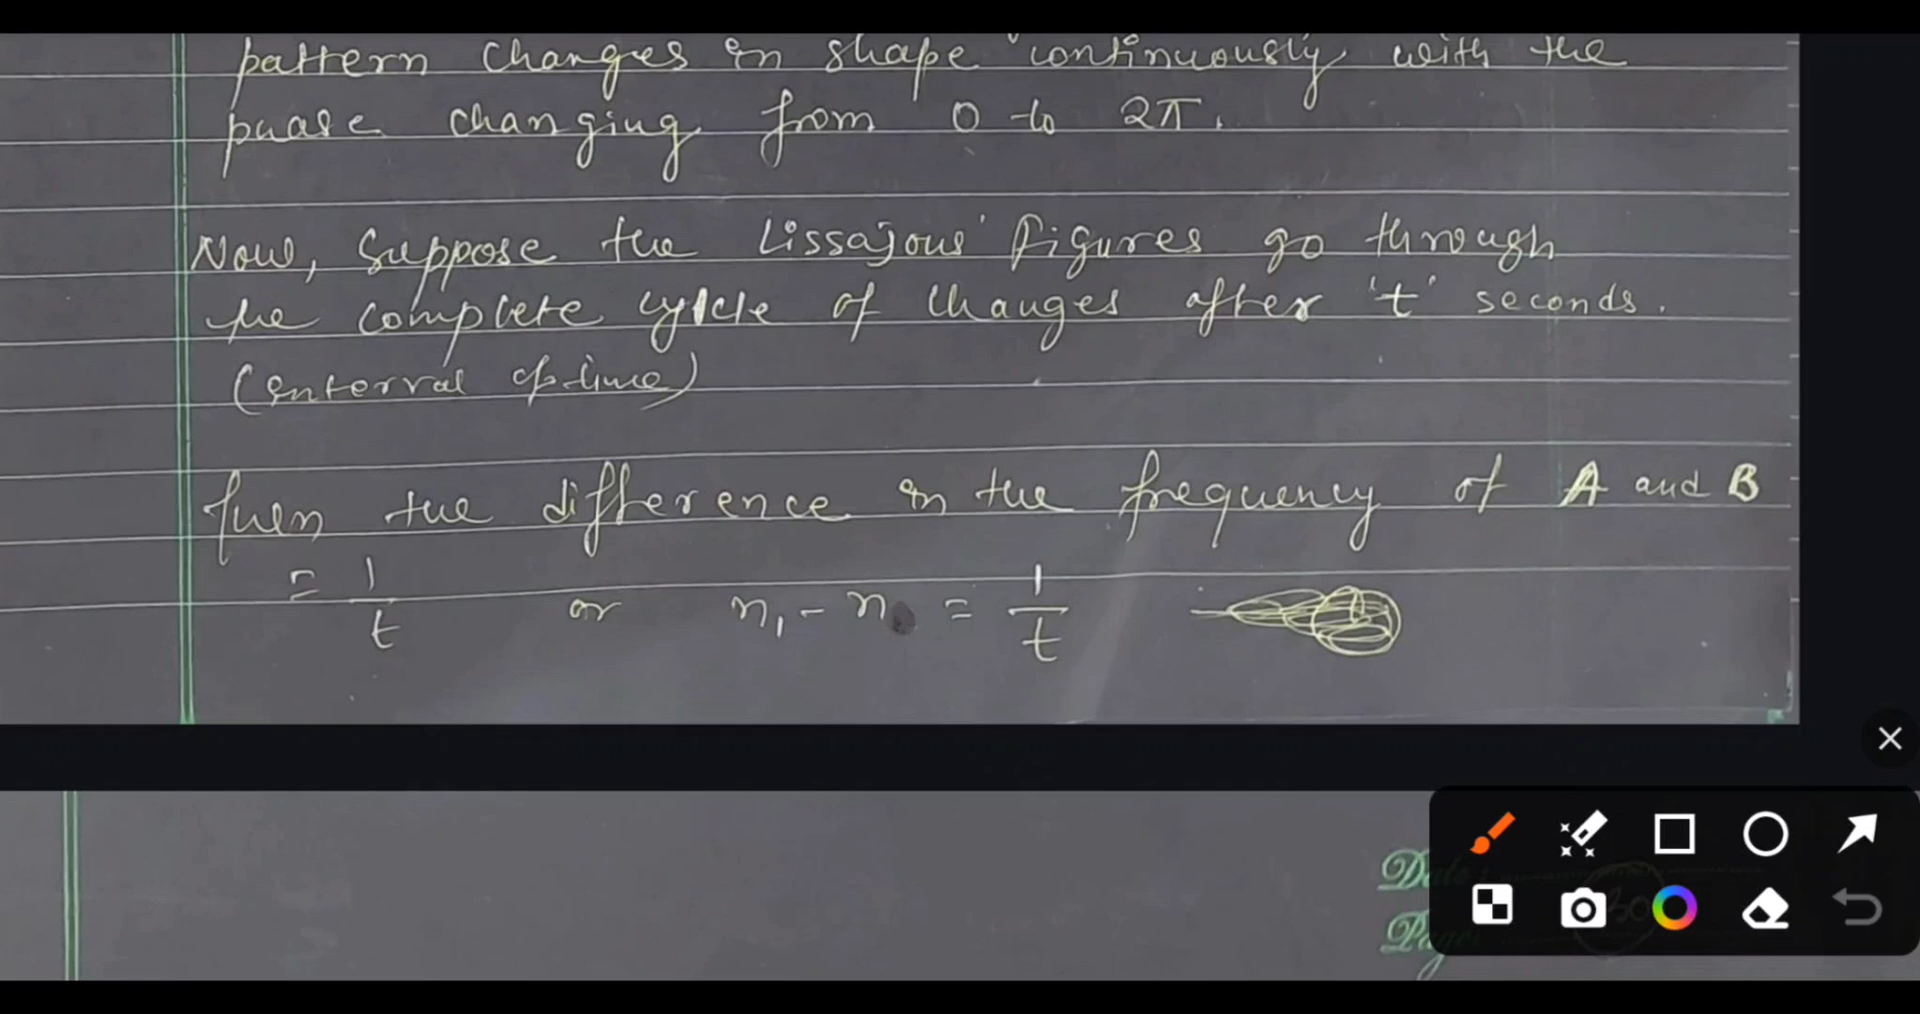 pattern changes in shape continuously with the
phase changing from 0 to 2π.
Now, Suppose the Lissajous' figures go through
the complete cycle of changes after 't' seconds.
(interval of time)
Then the difference in the frequency of A and B
= 1/t or n₁ - n = 1/t